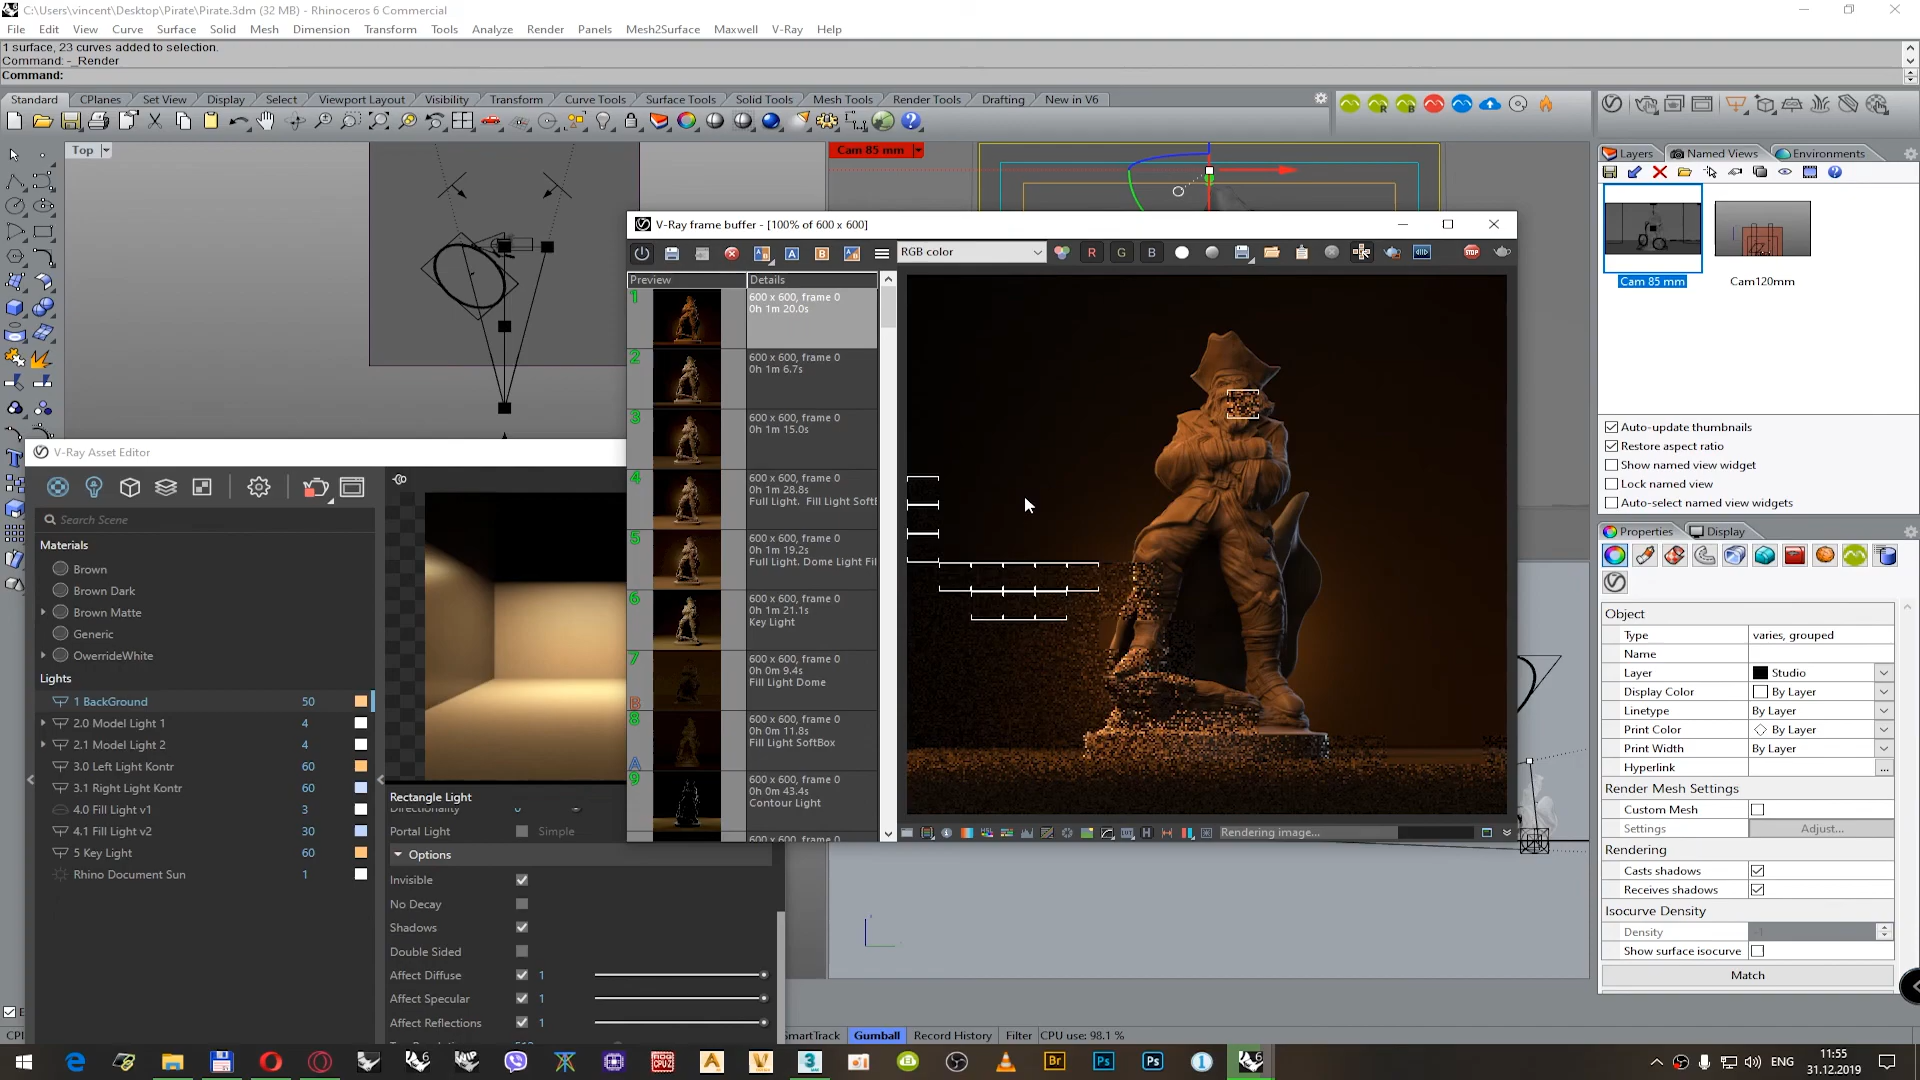 C:\Users\vincent\Desktop\Pirate\Pirate.3dm (32 MB) - Rhinoceros 6 Commercial
File Edit View Curve Surface Solid Mesh Dimension Transform Tools Analyze Render Panels Mesh2Surface Maxwell V-Ray Help
1 surface, 23 curves added to selection.
Command: -_Render
Command:
Standard CPlanes Set View Display Select Viewport Layout Visibility Transform Curve Tools Surface Tools Solid Tools Mesh Tools Render Tools Drafting New in V6
Top
Cam 85 mm
Layers Named Views Environments
Cam 85 mm Cam120mm
Auto-update thumbnails
Restore aspect ratio
Show named view widget
Lock named view
Auto-select named view widgets
Properties Display
Object
Type varies, grouped
Name
Layer Studio
Display Color By Layer
Linetype By Layer
Print Color By Layer
Print Width By Layer
Hyperlink ...
Render Mesh Settings
Custom Mesh
Settings Adjust...
Rendering
Casts shadows
Receives shadows
Isocurve Density
Density -1
Show surface isocurve
Match
V-Ray frame buffer - [100% of 600 x 600]
RGB color R G B
Preview Details
1 600 x 600, frame 0
0h 1m 20.0s
2 600 x 600, frame 0
0h 1m 6.7s
3 600 x 600, frame 0
0h 1m 15.0s
4 600 x 600, frame 0
0h 1m 28.8s
Full Light. Fill Light Soft
5 600 x 600, frame 0
0h 1m 19.2s
Full Light. Dome Light Fil
6 600 x 600, frame 0
0h 1m 21.1s
Key Light
7 600 x 600, frame 0
0h 0m 9.4s
Fill Light Dome
B
8 600 x 600, frame 0
0h 0m 11.8s
Fill Light SoftBox
A
9 600 x 600, frame 0
0h 0m 43.4s
Contour Light
600 x 600, frame 0
Rendering image...
V-Ray Asset Editor
Search Scene
Materials
Brown
Brown Dark
Brown Matte
Generic
OwerrideWhite
Lights
1 BackGround 50
2.0 Model Light 1 4
2.1 Model Light 2 4
3.0 Left Light Kontr 60
3.1 Right Light Kontr 60
4.0 Fill Light v1 3
4.1 Fill Light v2 30
5 Key Light 60
Rhino Document Sun 1
Rectangle Light
Directionality 0
Portal Light Simple
Options
Invisible
No Decay
Shadows
Double Sided
Affect Diffuse 1
Affect Specular 1
Affect Reflections 1
SmartTrack Gumball Record History Filter CPU use: 98.1 %
ENG
11:55
31.12.2019